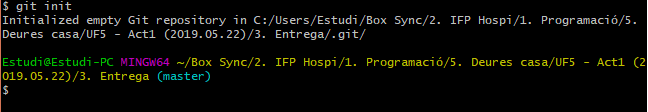 $ git init
Initialized empty Git repository in C:/Users/Estudi/Box Sync/2. IFP Hospi/1. Programació/5.
Deures casa/UF5 - Act1 (2019.05.22)/3. Entrega/.git/
Estudi@Estudi-PC MINGW64 ~/Box Sync/2. IFP Hospi/1. Programació/5. Deures casa/UF5 - Act1 (2
019.05.22)/3. Entrega (master)
$